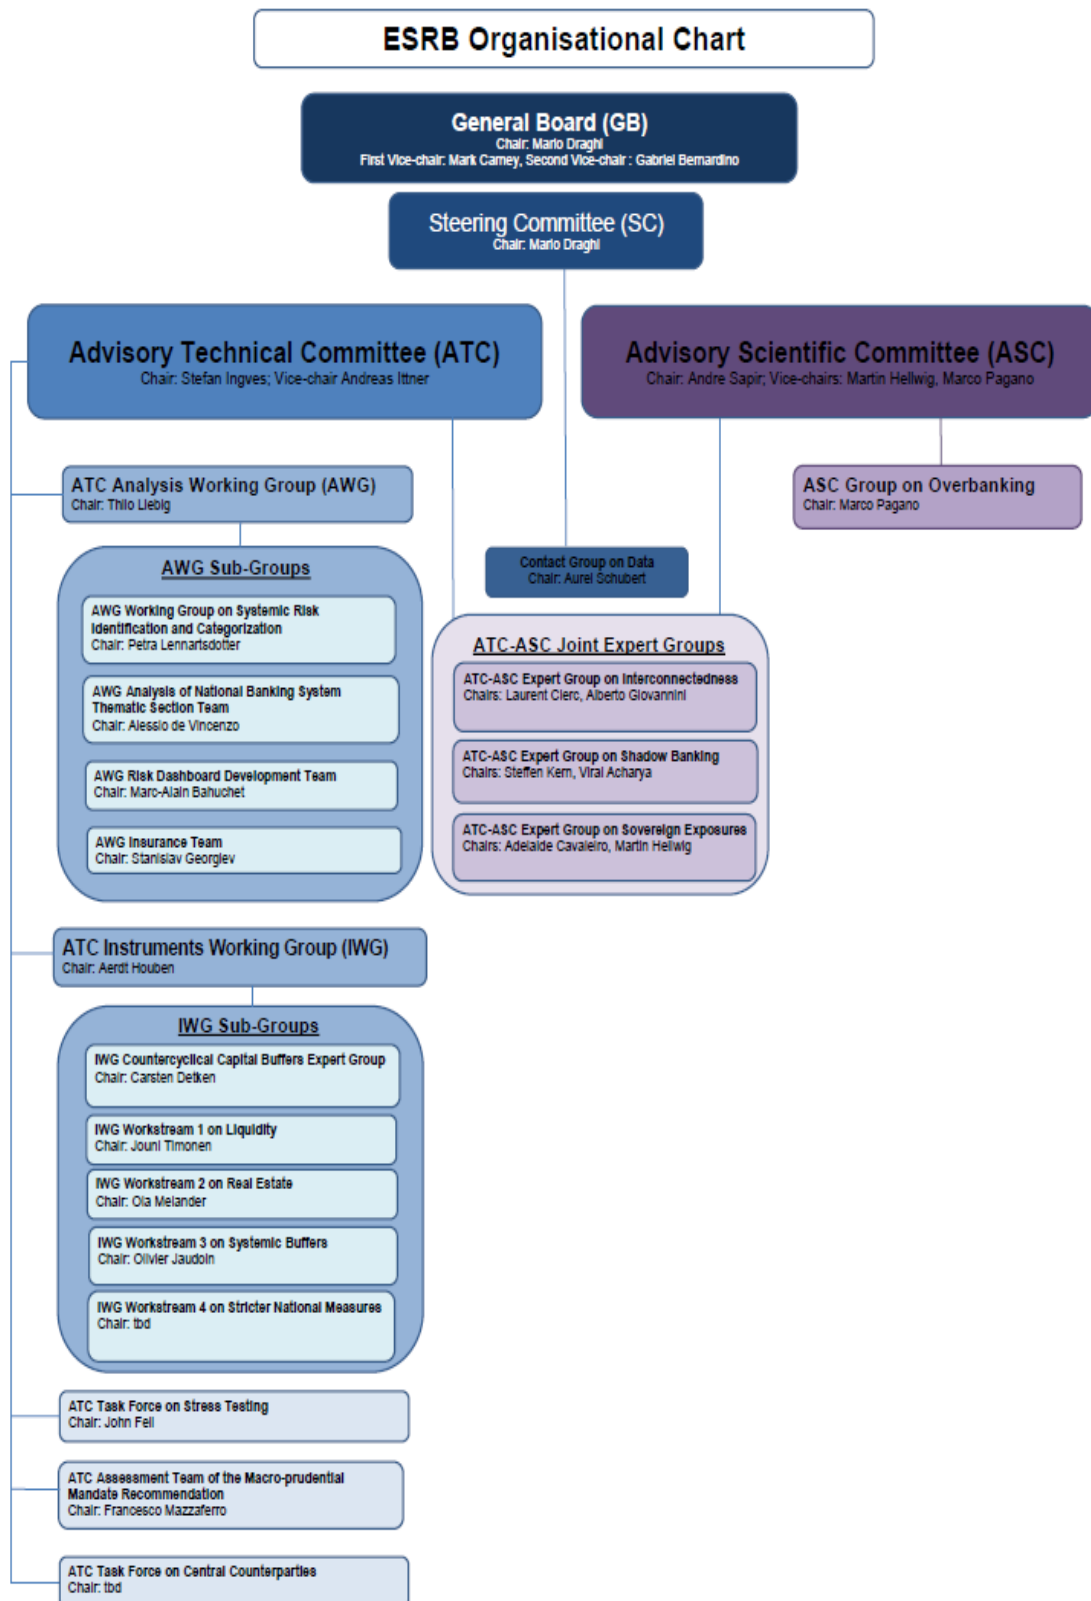 ESRB Organisational Chart
General Board (GB)
Chair: Mario Draghi
First Vice-chair: Mark Carney, Second Vice-chair : Gabriel Bernardino
Steering Committee (SC)
Chair: Mario Draghi
Advisory Technical Committee (ATC)
Chair: Stefan Ingves; Vice-chair Andreas Ittner
Advisory Scientific Committee (ASC)
Chair: Andre Sapir; Vice-chairs: Martin Hellwig, Marco Pagano
ATC Analysis Working Group (AWG)
Chair: Thilo Liebig
ASC Group on Overbanking
Chair: Marco Pagano
AWG Sub-Groups
AWG Working Group on Systemic Risk
Identification and Categorization
Chair: Petra Lennartsdotter
AWG Analysis of National Banking System
Thematic Section Team
Chair: Alessio de Vincenzo
AWG Risk Dashboard Development Team
Chair: Marc-Alain Bahuchet
AWG Insurance Team
Chair: Stanislav Georgiev
Contact Group on Data
Chair: Aurel Schubert
ATC-ASC Joint Expert Groups
ATC-ASC Expert Group on Interconnectedness
Chairs: Laurent Clerc, Alberto Giovannini
ATC-ASC Expert Group on Shadow Banking
Chairs: Steffen Kern, Viral Acharya
ATC-ASC Expert Group on Sovereign Exposures
Chairs: Adelaide Cavaleiro, Martin Hellwig
ATC Instruments Working Group (IWG)
Chair: Aerdt Houben
IWG Sub-Groups
IWG Countercyclical Capital Buffers Expert Group
Chair: Carsten Detken
IWG Workstream 1 on Liquidity
Chair: Jouni Timonen
IWG Workstream 2 on Real Estate
Chair: Ola Melander
IWG Workstream 3 on Systemic Buffers
Chair: Olivier Jaudoin
IWG Workstream 4 on Stricter National Measures
Chair: tbd
ATC Task Force on Stress Testing
Chair: John Fell
ATC Assessment Team of the Macro-prudential
Mandate Recommendation
Chair: Francesco Mazzaferro
ATC Task Force on Central Counterparties
Chair: tbd